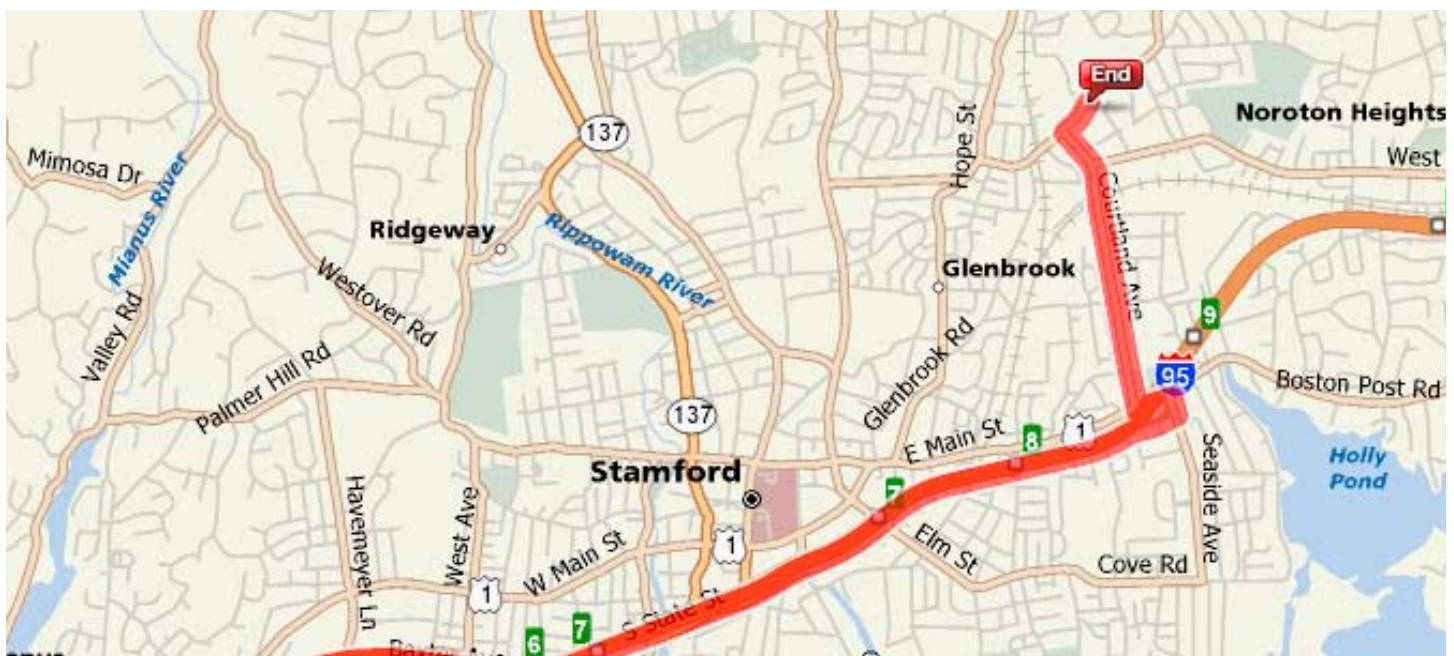 End
137
Hope St
Noroton Heights
West
Mimosa Dr
Mianus River
Ridgeway
Rippowam River
Courtland Ave
Glenbrook
Westover Rd
Valley Rd
9
Palmer Hill Rd
Glenbrook Rd
95
Boston Post Rd
137
E Main St
8
1
Stamford
Seaside Ave
Holly
Pond
7
Havemeyer Ln
West Ave
W Main St
1
Elm St
Cove Rd
1
S State St
6
7